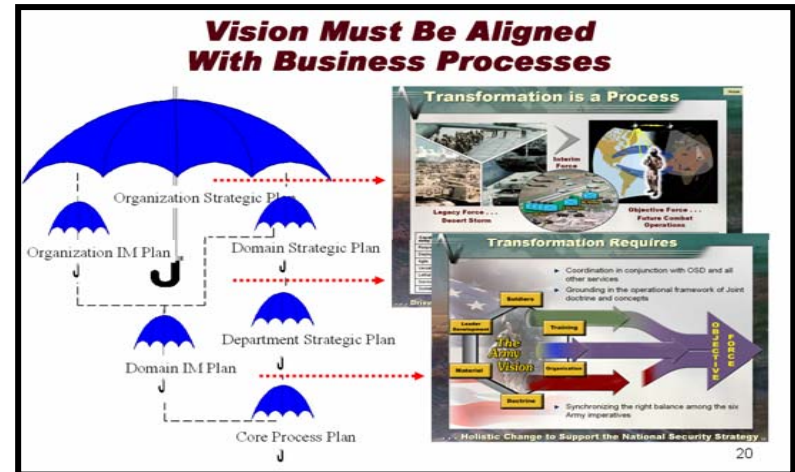 Vision Must Be Aligned
With Business Processes
Organization Strategic Plan
Organization IM Plan
Domain Strategic Plan
Department Strategic Plan
Domain IM Plan
Core Process Plan
Transformation is a Process
Interim
Force
Legacy Force . . .
Desert Storm
Objective Force . . .
Future Combat
Operations
Transformation Requires
► Coordination in conjunction with OSD and all
other services
► Grounding in the operational framework of Joint
doctrine and concepts
Soldiers
Leader
Development
Training
The
Army
Vision
Material
Organization
Doctrine
OBJECTIVE
FORCE
► Synchronizing the right balance among the six
Army imperatives
. . . Holistic Change to Support the National Security Strategy
20